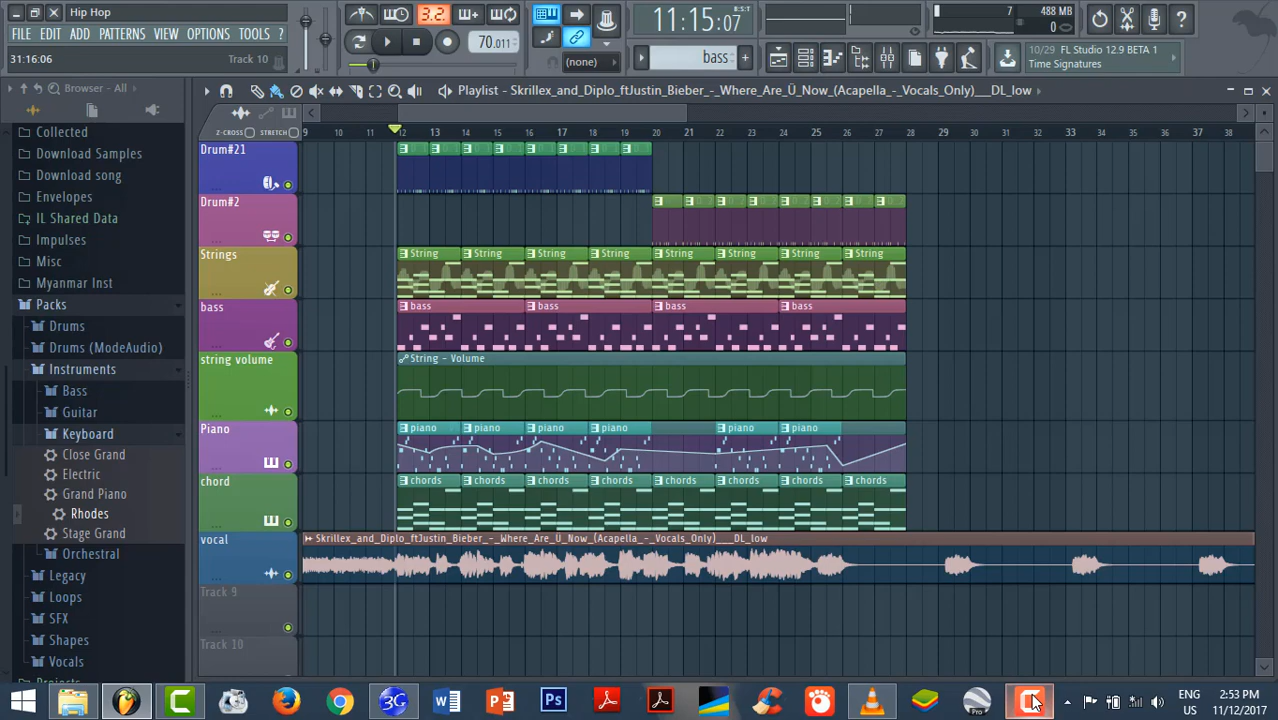 Hip Hop
FILE EDIT ADD PATTERNS VIEW OPTIONS TOOLS ?
31:16:06 Track 10
3.2.
70.011
11:15:07
bass
(none)
7 488 MB
0
10/29 FL Studio 12.9 BETA 1
Time Signatures
Browser - All
Playlist - Skrillex_and_Diplo_ftJustin_Bieber_-_Where_Are_Ü_Now_(Acapella_-_Vocals_Only)___DL_low
Z-CROSS STRETCH
9 10 11 12 13 14 15 16 17 18 19 20 21 22 23 24 25 26 27 28 29 30 31 32 33 34 35 36 37 38
Collected
Download Samples
Download song
Envelopes
IL Shared Data
Impulses
Misc
Myanmar Inst
Packs
Drums
Drums (ModeAudio)
Instruments
Bass
Guitar
Keyboard
Close Grand
Electric
Grand Piano
Rhodes
Stage Grand
Orchestral
Legacy
Loops
SFX
Shapes
Vocals
Drum#21
Drum#2
Strings
String String String String String String String String
bass
bass bass bass bass
string volume
String - Volume
Piano
piano piano piano piano piano piano
chord
chords chords chords chords chords chords chords chords
vocal
Skrillex_and_Diplo_ftJustin_Bieber_-_Where_Are_Ü_Now_(Acapella_-_Vocals_Only)___DL_low
Track 9
Track 10
3G
Ps
Pro
ENG
US
2:53 PM
11/12/2017